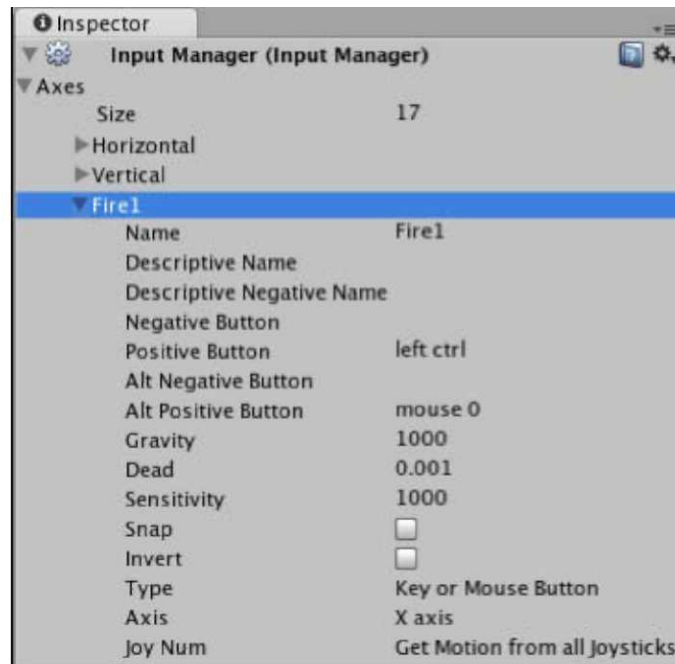 Inspector
Input Manager (Input Manager)
Axes
Size 17
Horizontal
Vertical
Fire1
Name Fire1
Descriptive Name
Descriptive Negative Name
Negative Button
Positive Button left ctrl
Alt Negative Button
Alt Positive Button mouse 0
Gravity 1000
Dead 0.001
Sensitivity 1000
Snap
Invert
Type Key or Mouse Button
Axis X axis
Joy Num Get Motion from all Joysticks